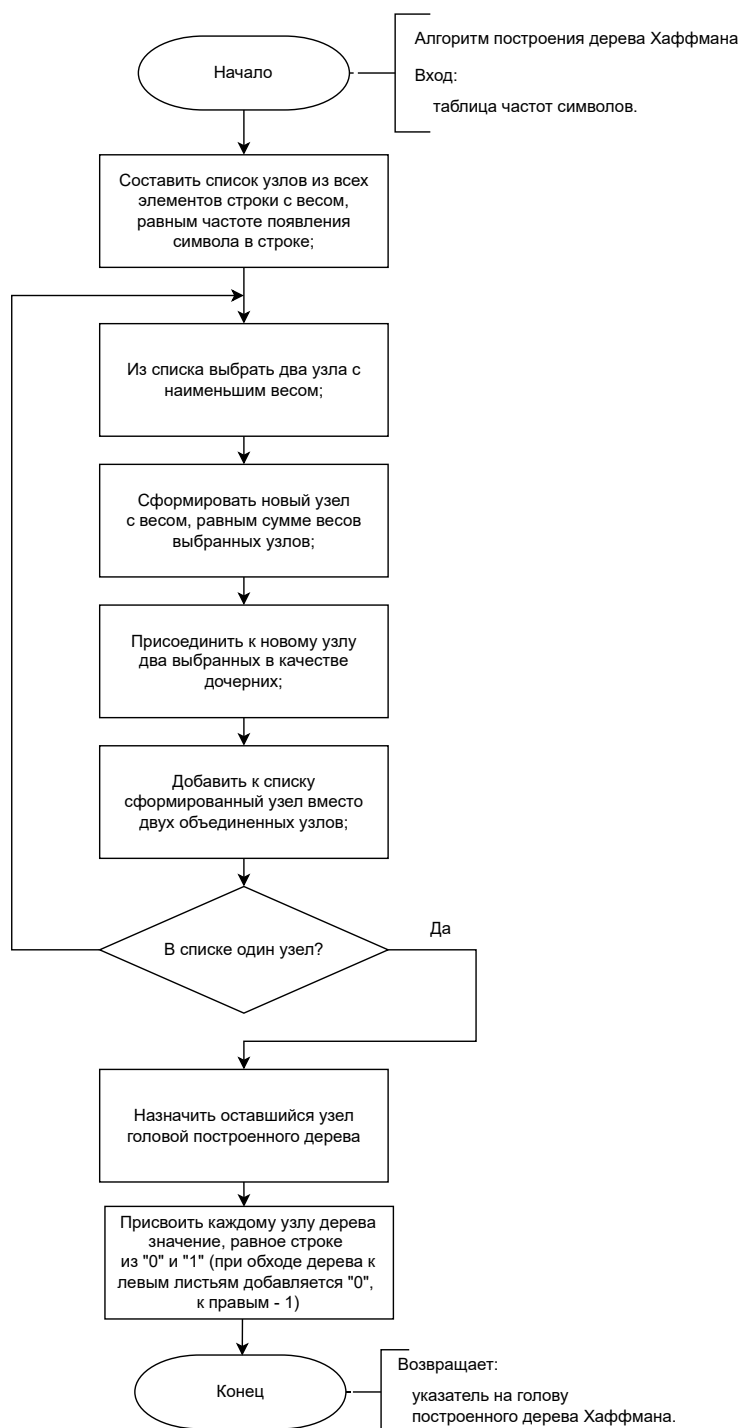 Начало
Алгоритм построения дерева Хаффмана
Вход:
таблица частот символов.
Составить список узлов из всех
элементов строки с весом,
равным частоте появления
символа в строке;
Из списка выбрать два узла с
наименьшим весом;
Сформировать новый узел
с весом, равным сумме весов
выбранных узлов;
Присоединить к новому узлу
два выбранных в качестве
дочерних;
Добавить к списку
сформированный узел вместо
двух объединенных узлов;
В списке один узел?
Да
Назначить оставшийся узел
головой построенного дерева
Присвоить каждому узлу дерева
значение, равное строке
из "0" и "1" (при обходе дерева к
левым листьям добавляется "0",
к правым - 1)
Конец
Возвращает:
указатель на голову
построенного дерева Хаффмана.